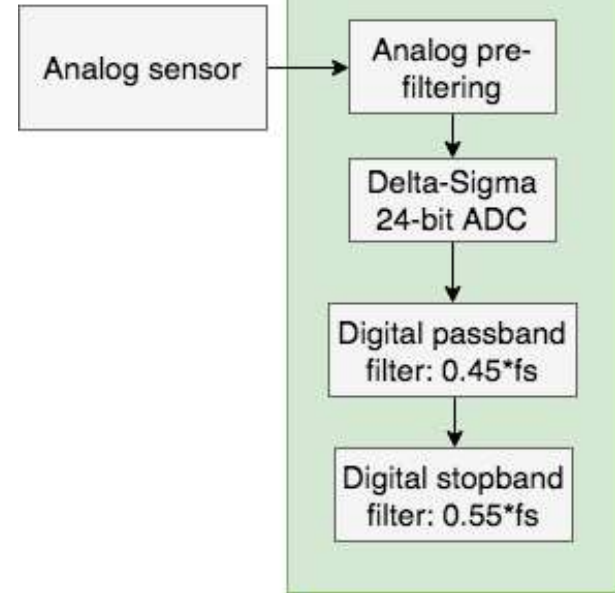 Analog sensor
Analog pre-
filtering
Delta-Sigma
24-bit ADC
Digital passband
filter: 0.45*fs
Digital stopband
filter: 0.55*fs